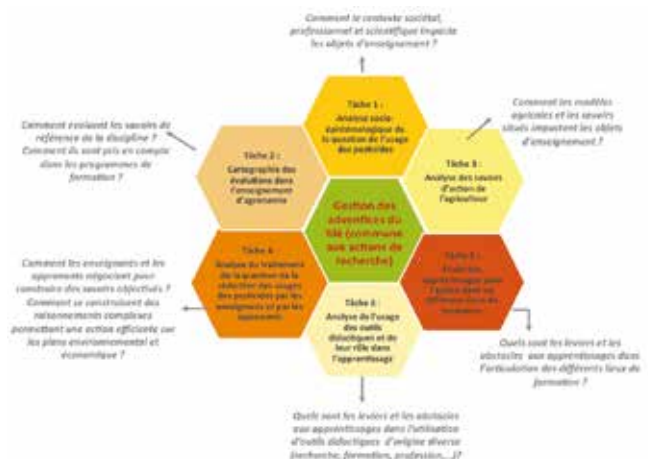 Comment le contexte sociétal,
professionnel et scientifique impacte
les objets d'enseignement ?
Tâche 1 :
Analyse socio-
épistémologique de
la question de l'usage
des pesticides
Comment évoluent les savoirs de
référence de la discipline ?
Comment ils sont pris en compte
dans les programmes de
formation ?
Tâche 2 :
Cartographie des
évolutions dans
l'enseignement
d'agronomie
Comment les modèles
agricoles et les savoirs
situés impactent les objets
d'enseignement ?
Tâche 3 :
Analyse des savoirs
d'action de
l'agriculteur
Gestion des
adventices du
blé (commune
aux actions de
recherche)
Comment les enseignants et les
apprenants négocient pour
construire des savoirs objectivés ?
Comment se construisent des
raisonnements complexes
permettant une action efficiente sur
les plans environnemental et
économique ?
Analyse du traitement
de la question de la
réduction des usages
des pesticides par les
enseignants et par les
apprenants
Analyse de l'usage
des outils
didactiques et de
leur rôle dans
l'apprentissage
Quels sont les leviers et les
obstacles aux apprentissages dans
l'articulation des différents lieux de
formation ?
Quels sont les leviers et les obstacles
aux apprentissages dans l'utilisation
d'outils didactiques d'origine diverse
(recherche, formation, profession,...)?